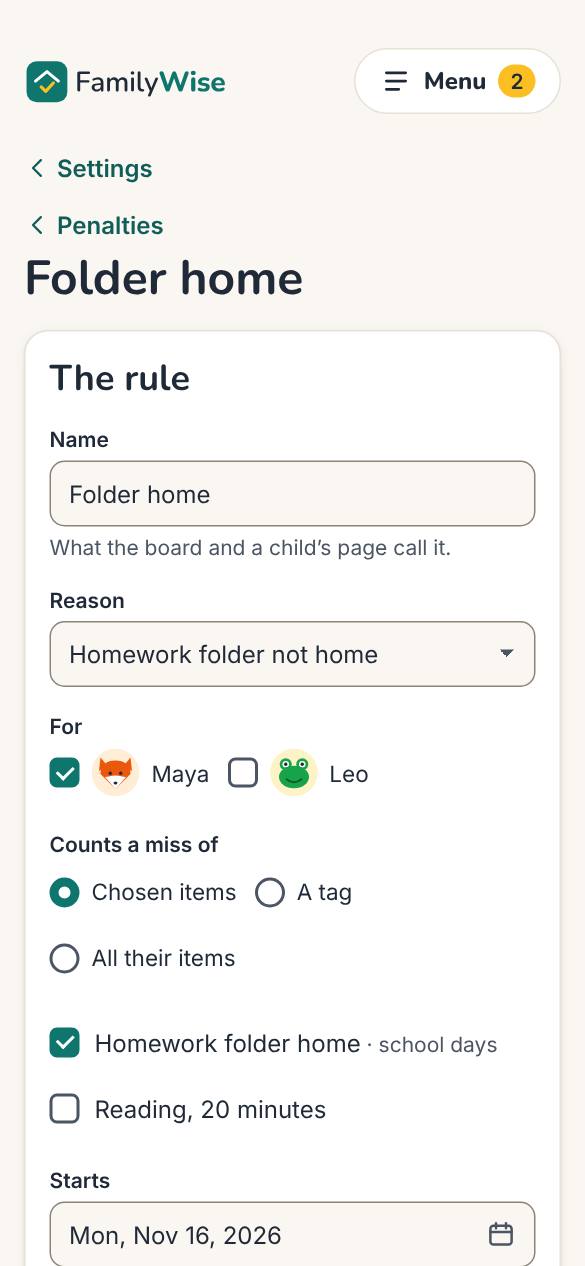 FamilyWise
Menu 2
Settings
Penalties
Folder home
The rule
Name
Folder home
What the board and a child’s page call it.
Reason
Homework folder not home
For
Maya Leo
Counts a miss of
Chosen items A tag
All their items
Homework folder home · school days
Reading, 20 minutes
Starts
Mon, Nov 16, 2026